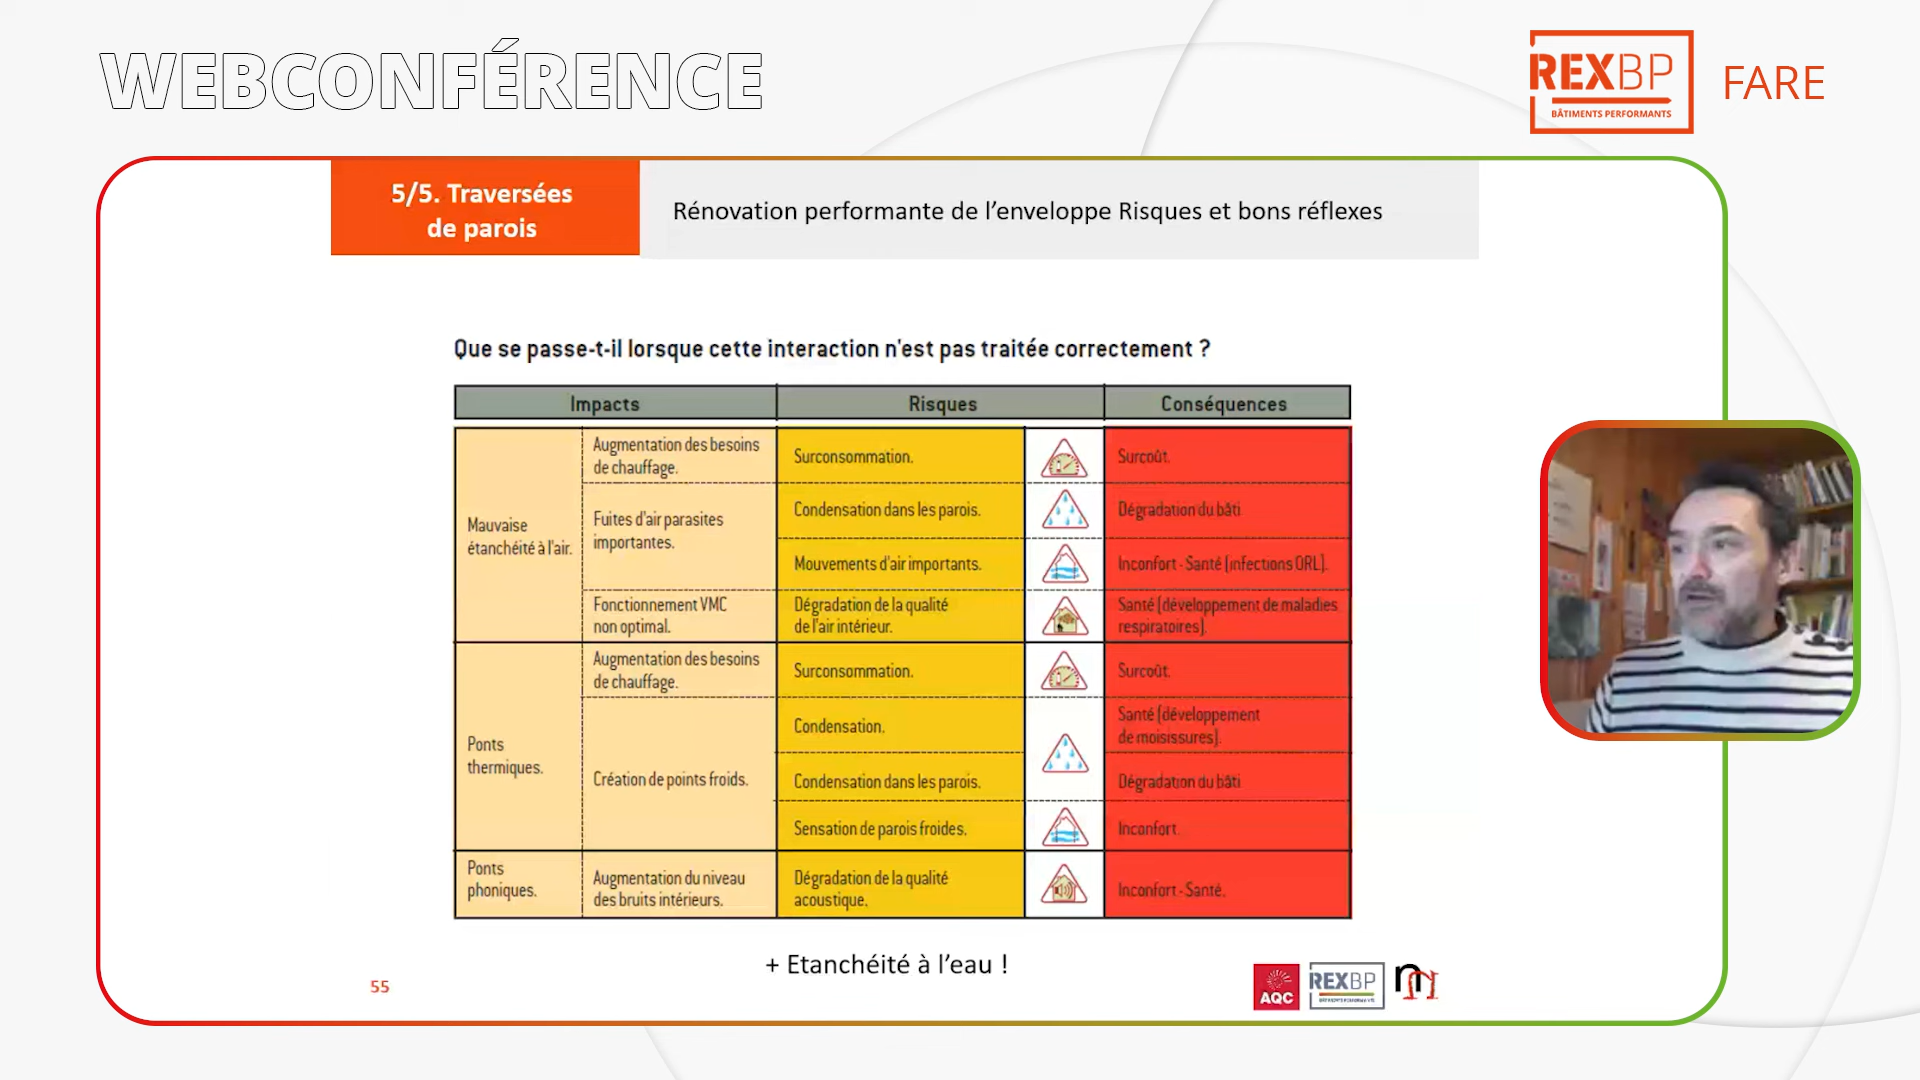 WEBCONFÉRENCE
REXBP
BÂTIMENTS PERFORMANTS
FARE
5/5. Traversées
de parois
Rénovation performante de l’enveloppe Risques et bons réflexes
Que se passe-t-il lorsque cette interaction n'est pas traitée correctement ?
Impacts
Risques
Conséquences
Mauvaise
étanchéité à l'air.
Augmentation des besoins
de chauffage.
Surconsommation.
Surcoût.
Fuites d'air parasites
importantes.
Condensation dans les parois.
Dégradation du bâti
Mouvements d'air importants.
Inconfort - Santé (infections ORL).
Fonctionnement VMC
non optimal.
Dégradation de la qualité
de l'air intérieur.
Santé (développement de maladies
respiratoires).
Ponts
thermiques.
Augmentation des besoins
de chauffage.
Surconsommation.
Surcoût.
Création de points froids.
Condensation.
Santé (développement
de moisissures).
Condensation dans les parois.
Dégradation du bâti
Sensation de parois froides.
Inconfort.
Ponts
phoniques.
Augmentation du niveau
des bruits intérieurs.
Dégradation de la qualité
acoustique.
Inconfort - Santé.
+ Etanchéité à l’eau !
55
AQC
REXBP